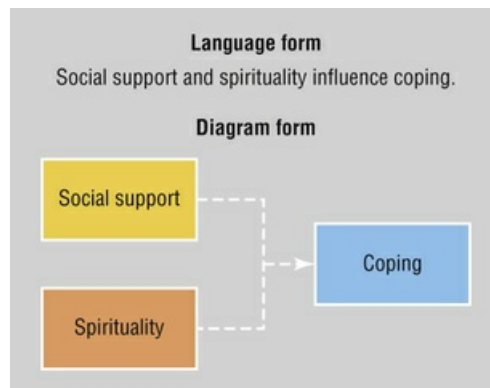 Language form
Social support and spirituality influence coping.
Diagram form
Social support
Coping
Spirituality